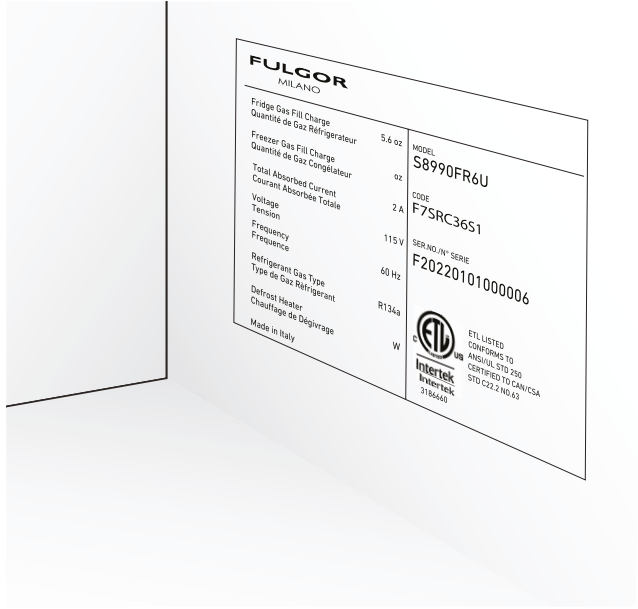 FULGOR
MILANO
Fridge Gas Fill Charge
Quantité de Gaz Réfrigerateur
5.6 oz
Freezer Gas Fill Charge
Quantité de Gaz Congélateur
oz
Total Absorbed Current
Courant Absorbée Totale
2 A
Voltage
Tension
115 V
Frequency
Frequence
60 Hz
Refrigerant Gas Type
Type de Gaz Réfrigerant
R134a
Defrost Heater
Chauffage de Dégivrage
W
Made in Italy
MODEL
S8990FR6U
CODE
F7SRC36S1
SER.NO./N° SERIE
F20220101000006
ETL
LISTED
C US
Intertek
Intertek
3186660
ETL LISTED
CONFORMS TO
ANSI/UL STD 250
CERTIFIED TO CAN/CSA
STD C22.2 NO.63